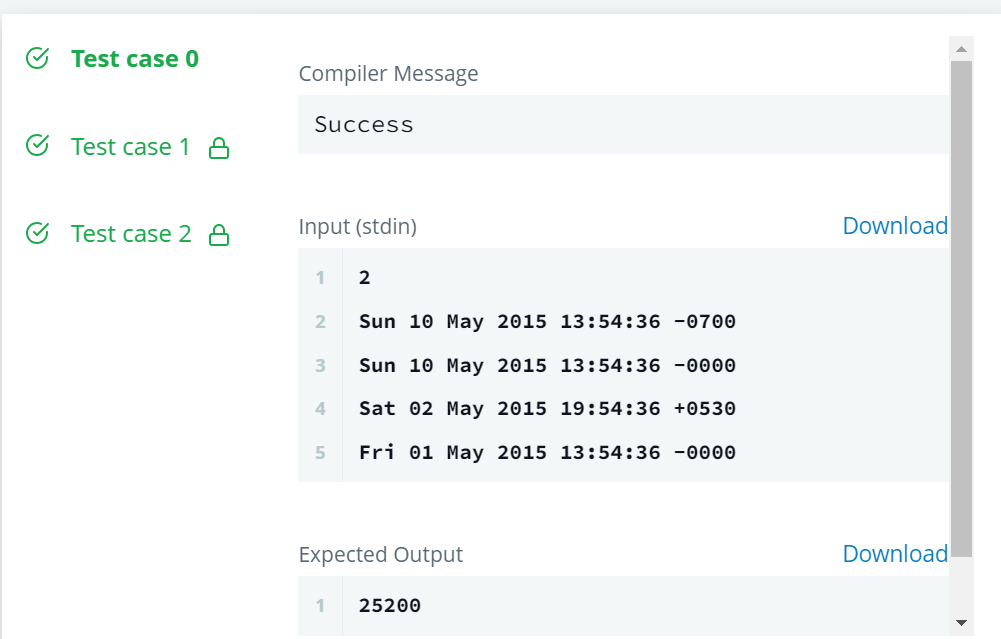 Test case 0
Test case 1
Test case 2
Compiler Message
Success
Input (stdin)
Download
1 2
2 Sun 10 May 2015 13:54:36 -0700
3 Sun 10 May 2015 13:54:36 -0000
4 Sat 02 May 2015 19:54:36 +0530
5 Fri 01 May 2015 13:54:36 -0000
Expected Output
Download
1 25200